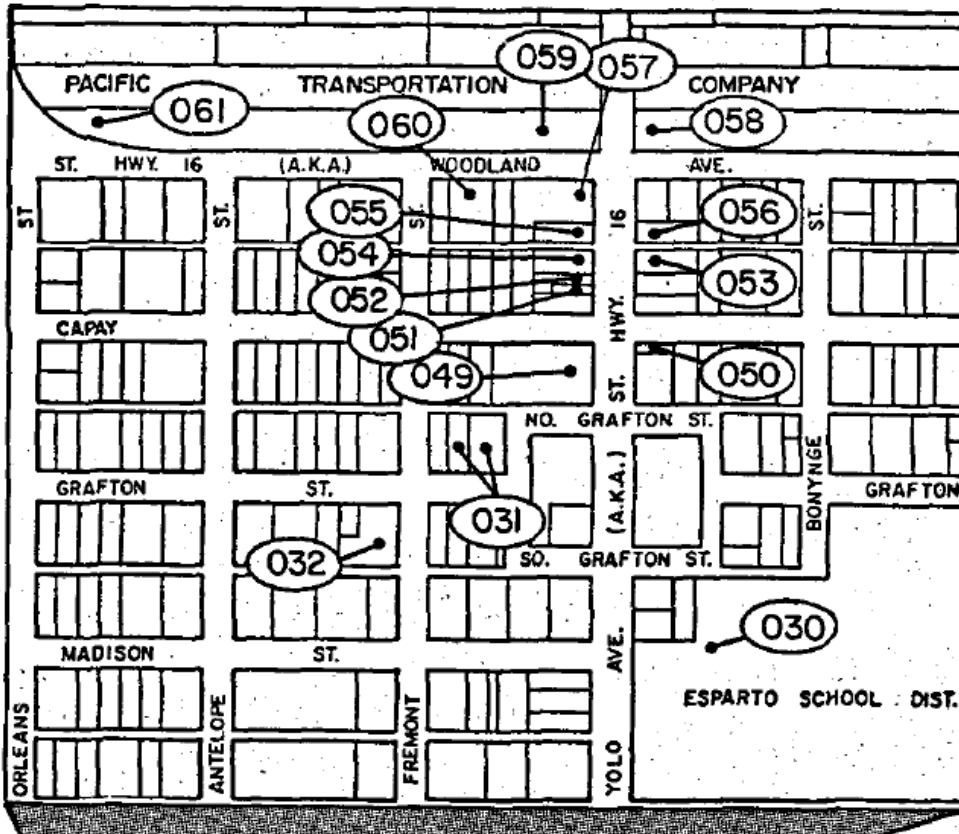 059
057
PACIFIC TRANSPORTATION COMPANY
061
060
058
ST. HWY. 16 (A.K.A.) WOODLAND AVE.
ST
ST.
ST.
ST.
055
056
054
053
052
051
ST. HWY. 16
CAPAY
049
050
NO. GRAFTON ST.
(A.K.A.)
BONYNGE
GRAFTON ST.
GRAFTON
031
032
SO. GRAFTON ST.
030
MADISON ST.
ESPARTO SCHOOL DIST.
ORLEANS
ANTELOPE
FREMONT
YOLO AVE.